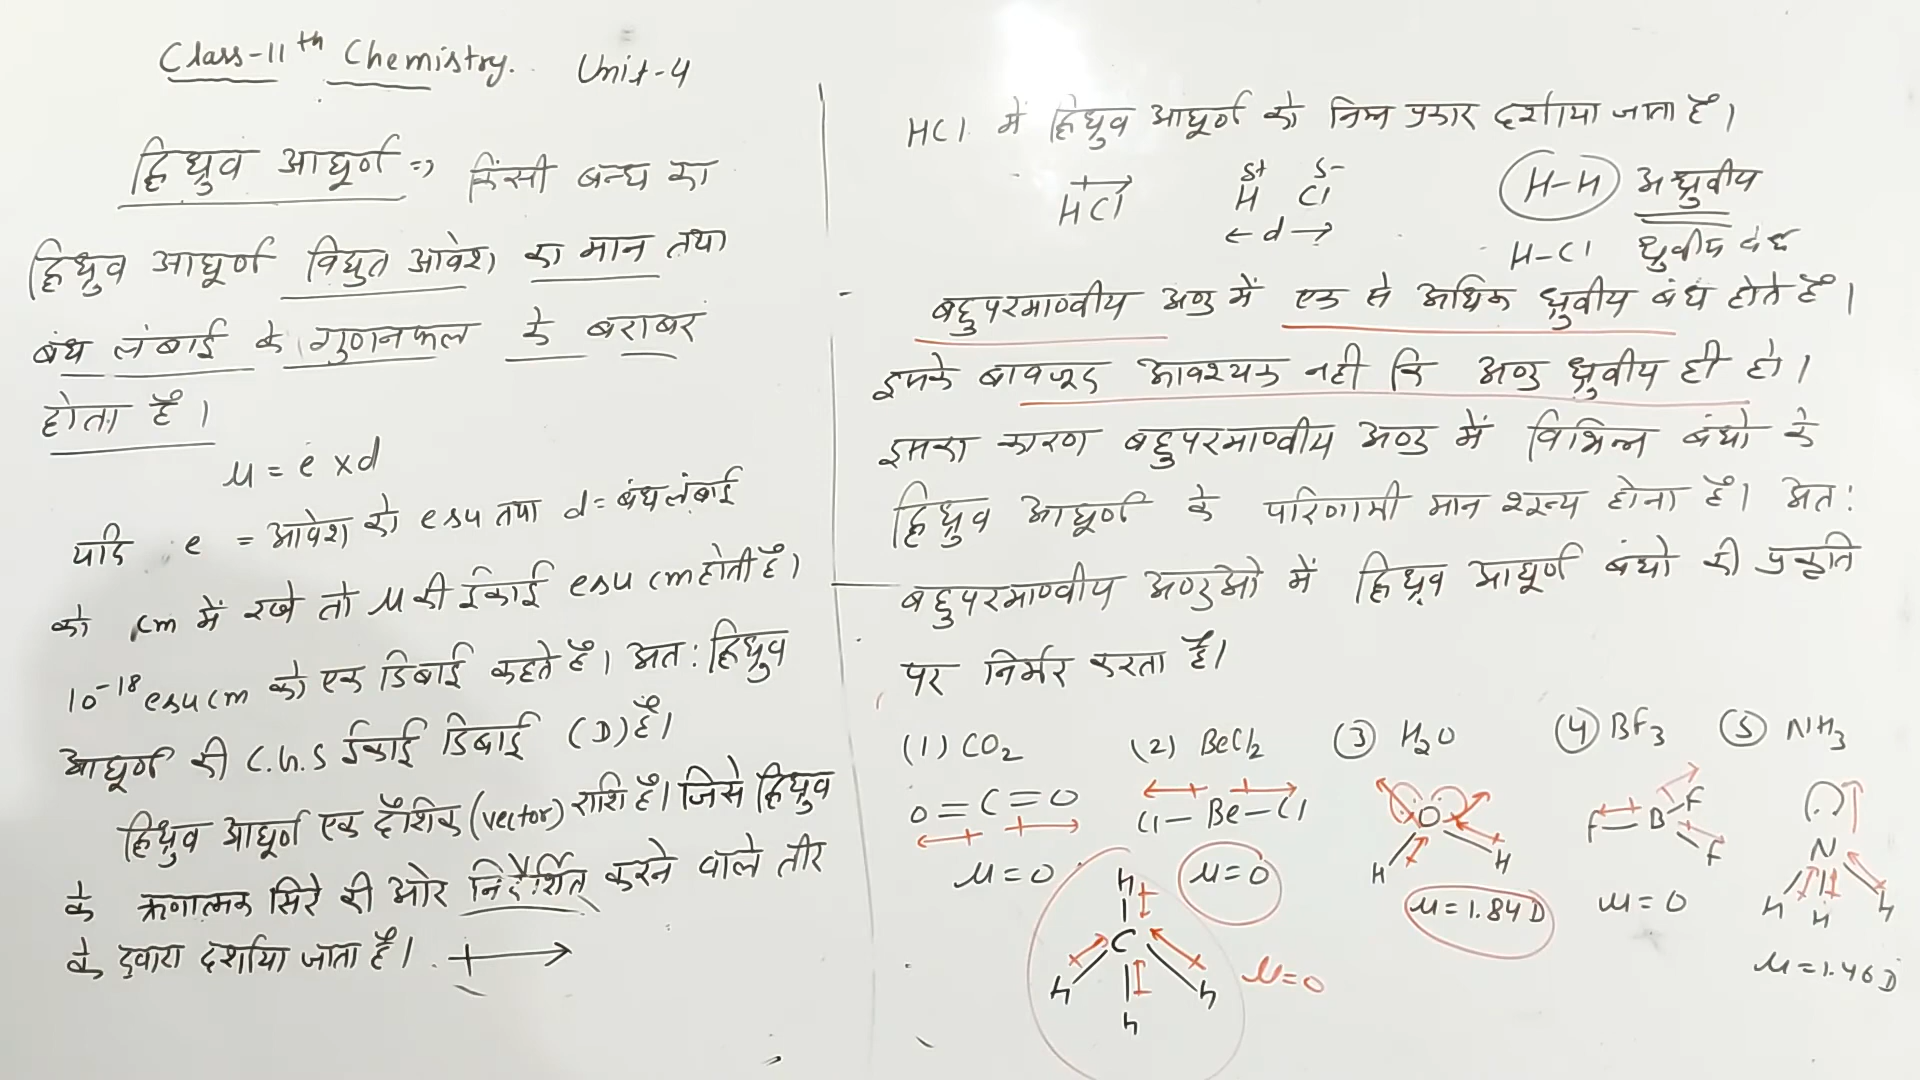 Class-11th Chemistry. Unit-4
द्विध्रुव आघूर्ण => किसी बन्ध का
द्विध्रुव आघूर्ण विद्युत आवेश का मान तथा
बंध लंबाई के गुणनफल के बराबर
होता है।
μ = e x d
यदि e = आवेश को esu तथा d = बंध लंबाई
को cm में रखे तो μ की ईकाई esu cm होती है।
10⁻¹⁸ esu cm को एक डिबाई कहते है। अत: द्विध्रुव
आघूर्ण की C.G.S ईकाई डिबाई (D) है।
द्विध्रुव आघूर्ण एक दैशिक (vector) राशि है। जिसे द्विध्रुव
के ऋणात्मक सिरे की ओर निर्देशित करने वाले तीर
के द्वारा दर्शाया जाता है।
HCl में द्विध्रुव आघूर्ण को निम्न प्रकार दर्शाया जाता है।
HCl
δ+ δ-
H Cl
← d →
H-H अध्रुवीय
H-Cl ध्रुवीय बंध
बहुपरमाण्वीय अणु में एक से अधिक ध्रुवीय बंध होते है।
इसके बावजूद आवश्यक नही कि अणु ध्रुवीय ही हो।
इसका कारण बहुपरमाण्वीय अणु में विभिन्न बंधो के
द्विध्रुव आघूर्ण के परिणामी मान शून्य होना है। अत:
बहुपरमाण्वीय अणुओ में द्विध्रुव आघूर्ण बंधो की प्रकृति
पर निर्भर करता है।
(1) CO₂ (2) BeCl₂ (3) H₂O (4) BF₃ (5) NH₃
O=C=O
μ=0
Cl-Be-Cl
μ=0
O
H H
μ=1.84D
F B F
F
μ=0
N
H H H
μ=1.46D
H
C
H H
H
μ=0